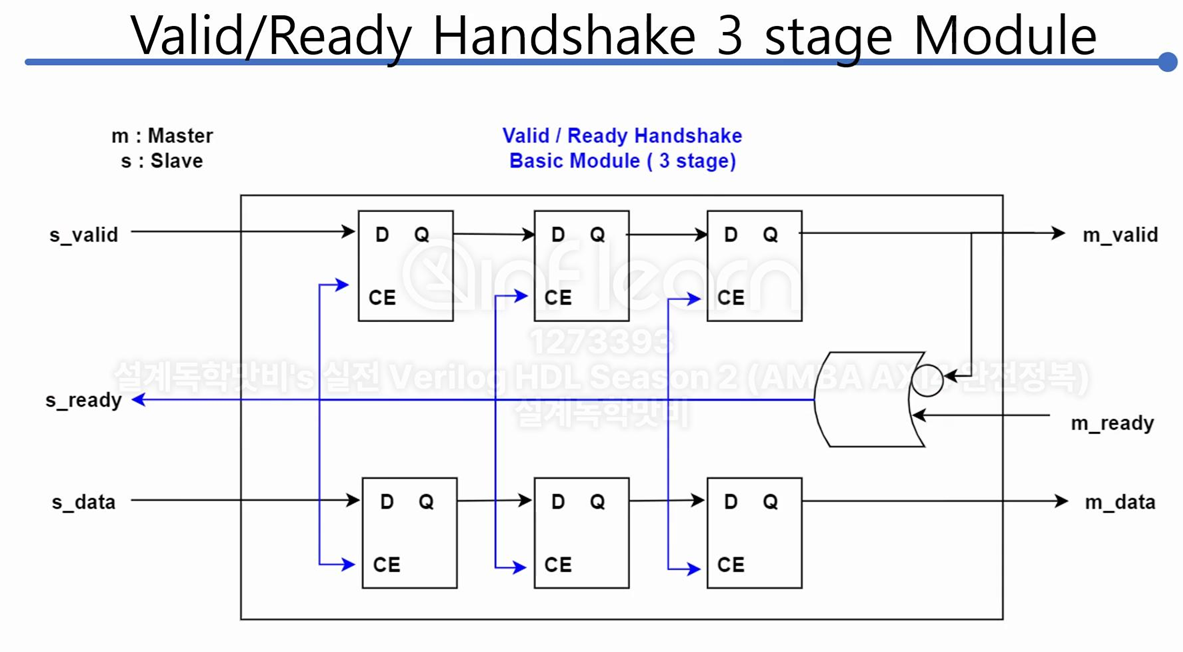 Valid/Ready Handshake 3 stage Module
m : Master
s : Slave
Valid / Ready Handshake
Basic Module ( 3 stage)
s_valid
D Q
CE
D Q
CE
D Q
CE
m_valid
inflearn
1273393
설계독학맛비's 실전 Verilog HDL Season 2 (AMBA AXI 완전정복)
설계독학맛비
s_ready
m_ready
s_data
D Q
CE
D Q
CE
D Q
CE
m_data